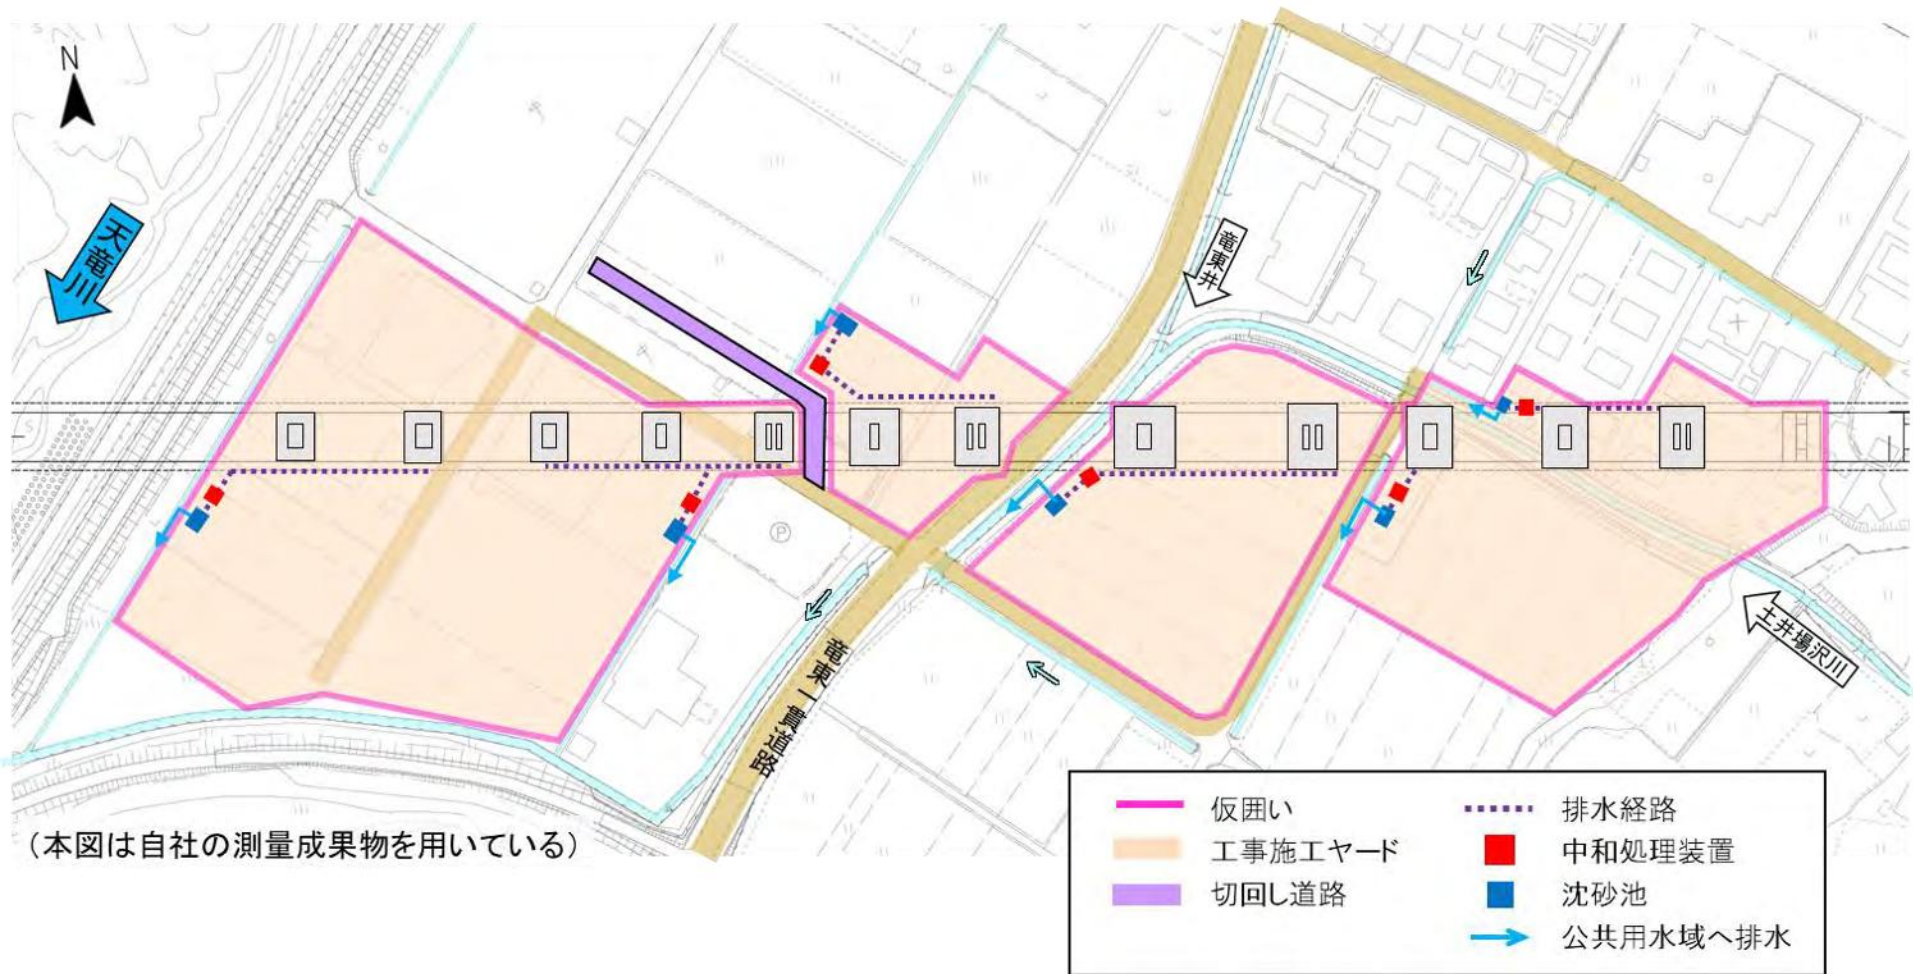 N
天竜川
竜東井
土井場沢川
P
竜東一貫道路
(本図は自社の測量成果物を用いている)
仮囲い
工事施工ヤード
切回し道路
排水経路
中和処理装置
沈砂池
公共用水域へ排水